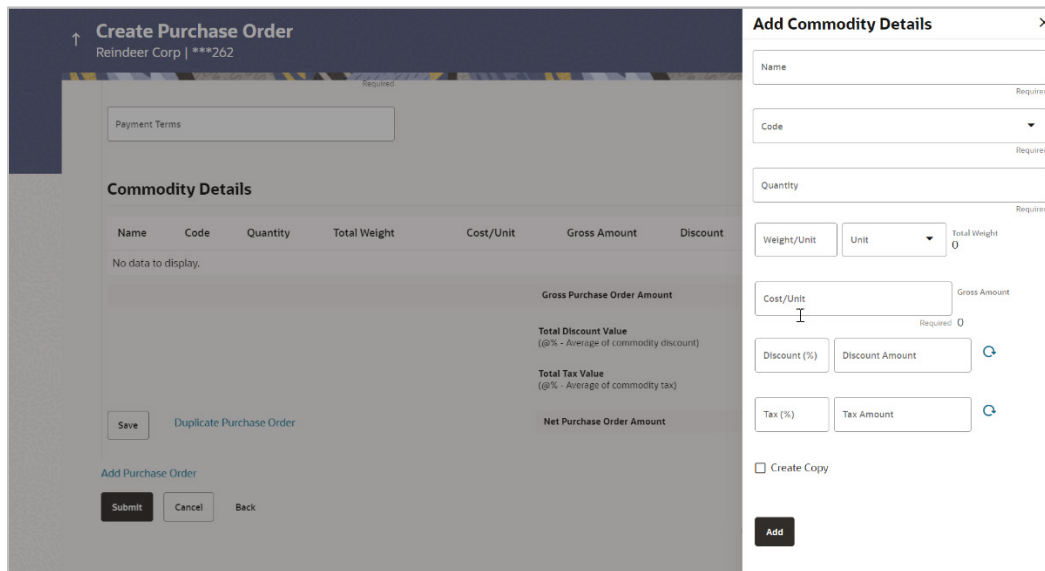 Create Purchase Order
Reindeer Corp | ***262
Required
Payment Terms
Commodity Details
Name Code Quantity Total Weight Cost/Unit Gross Amount Discount
No data to display.
Gross Purchase Order Amount
Total Discount Value
(@% - Average of commodity discount)
Total Tax Value
(@% - Average of commodity tax)
Net Purchase Order Amount
Save Duplicate Purchase Order
Add Purchase Order
Submit Cancel Back
Add Commodity Details
Name
Require
Code
Require
Quantity
Require
Weight/Unit Unit Total Weight
0
Cost/Unit Gross Amount
Required 0
Discount (%) Discount Amount
Tax (%) Tax Amount
Create Copy
Add